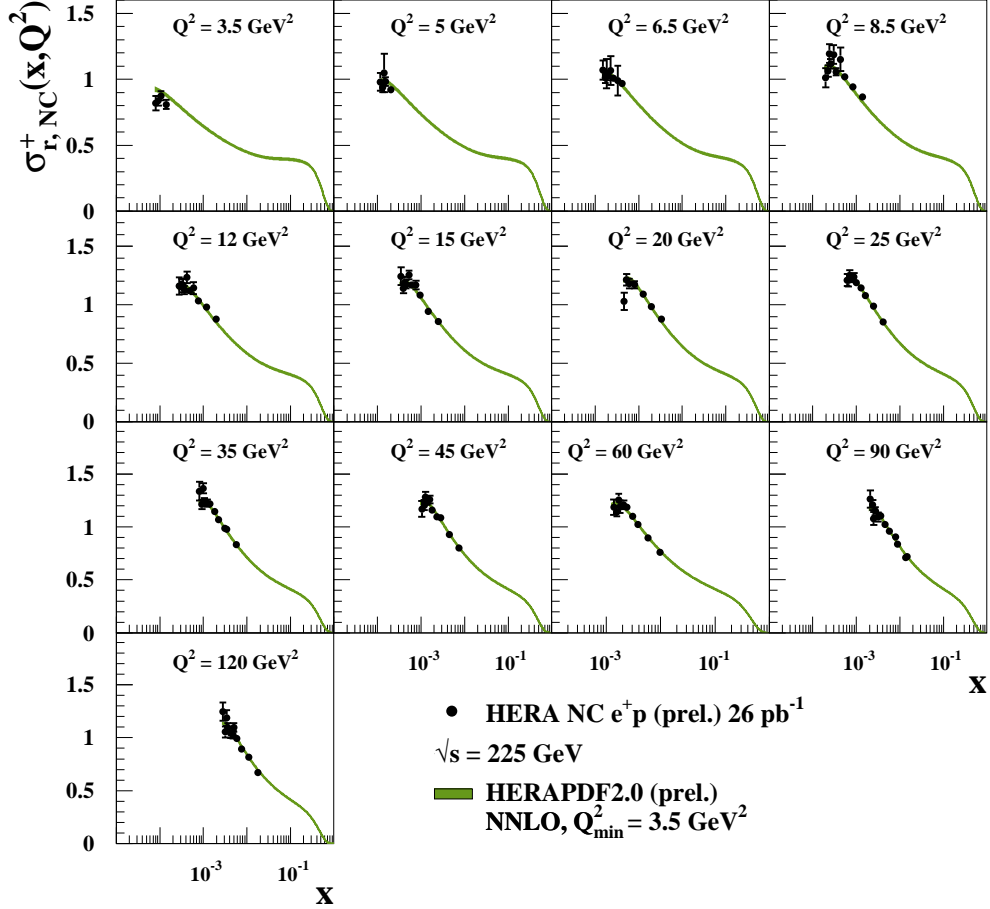 σ⁺r, NC(x,Q²)
Q² = 3.5 GeV²
Q² = 5 GeV²
Q² = 6.5 GeV²
Q² = 8.5 GeV²
1.5
1
0.5
0
Q² = 12 GeV²
Q² = 15 GeV²
Q² = 20 GeV²
Q² = 25 GeV²
1.5
1
0.5
0
Q² = 35 GeV²
Q² = 45 GeV²
Q² = 60 GeV²
Q² = 90 GeV²
1.5
1
0.5
0
10⁻³ 10⁻¹
10⁻³ 10⁻¹
10⁻³ 10⁻¹
x
Q² = 120 GeV²
1.5
1
0.5
0
10⁻³ 10⁻¹
x
HERA NC e⁺p (prel.) 26 pb⁻¹
√s = 225 GeV
HERAPDF2.0 (prel.)
NNLO, Q²min = 3.5 GeV²